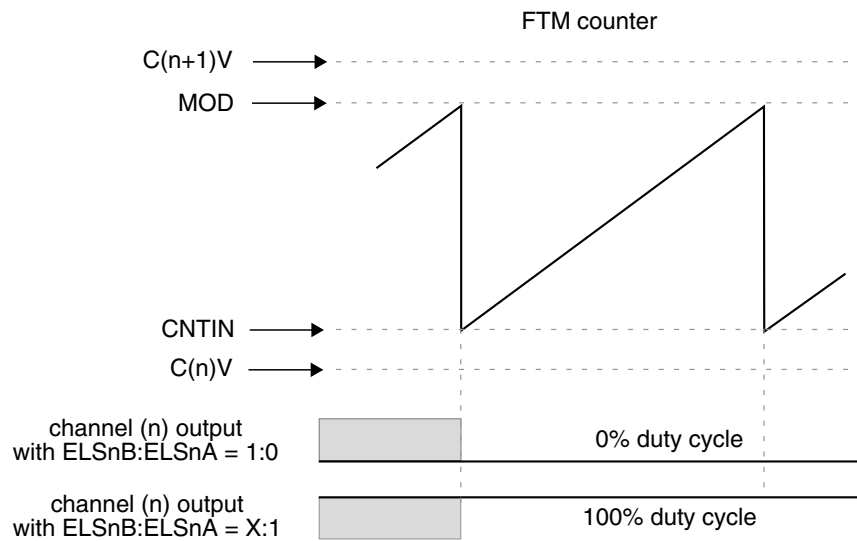 FTM counter
C(n+1)V
MOD
CNTIN
C(n)V
channel (n) output
with ELSnB:ELSnA = 1:0
0% duty cycle
channel (n) output
with ELSnB:ELSnA = X:1
100% duty cycle